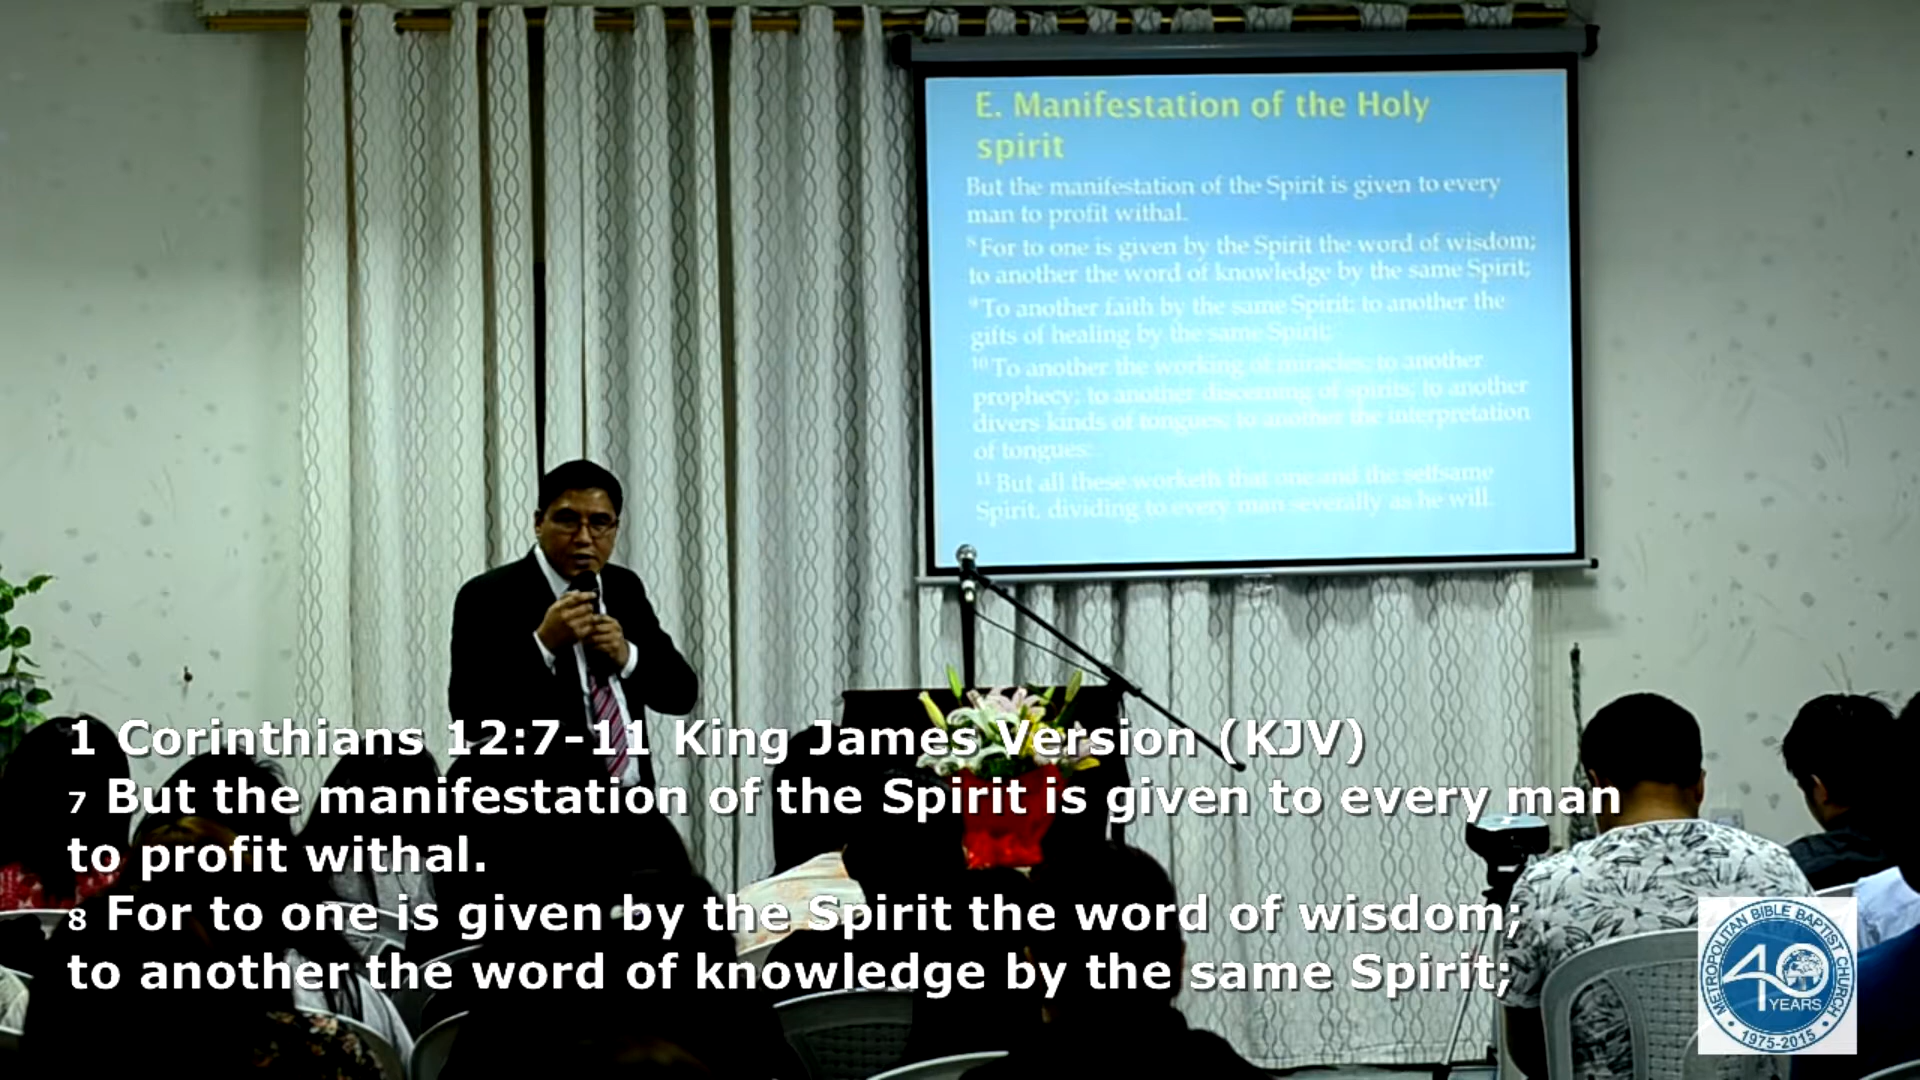 E. Manifestation of the Holy
spirit
But the manifestation of the Spirit is given to every
man to profit withal.
8 For to one is given by the Spirit the word of wisdom;
to another the word of knowledge by the same Spirit;
9 To another faith by the same Spirit; to another the
gifts of healing by the same Spirit;
10 To another the working of miracles; to another
prophecy; to another discerning of spirits; to another
divers kinds of tongues; to another the interpretation
of tongues:
11 But all these worketh that one and the selfsame
Spirit, dividing to every man severally as he will.
1 Corinthians 12:7-11 King James Version (KJV)
7 But the manifestation of the Spirit is given to every man
to profit withal.
8 For to one is given by the Spirit the word of wisdom;
to another the word of knowledge by the same Spirit;
METROPOLITAN BIBLE BAPTIST CHURCH
40
YEARS
• 1975-2015 •